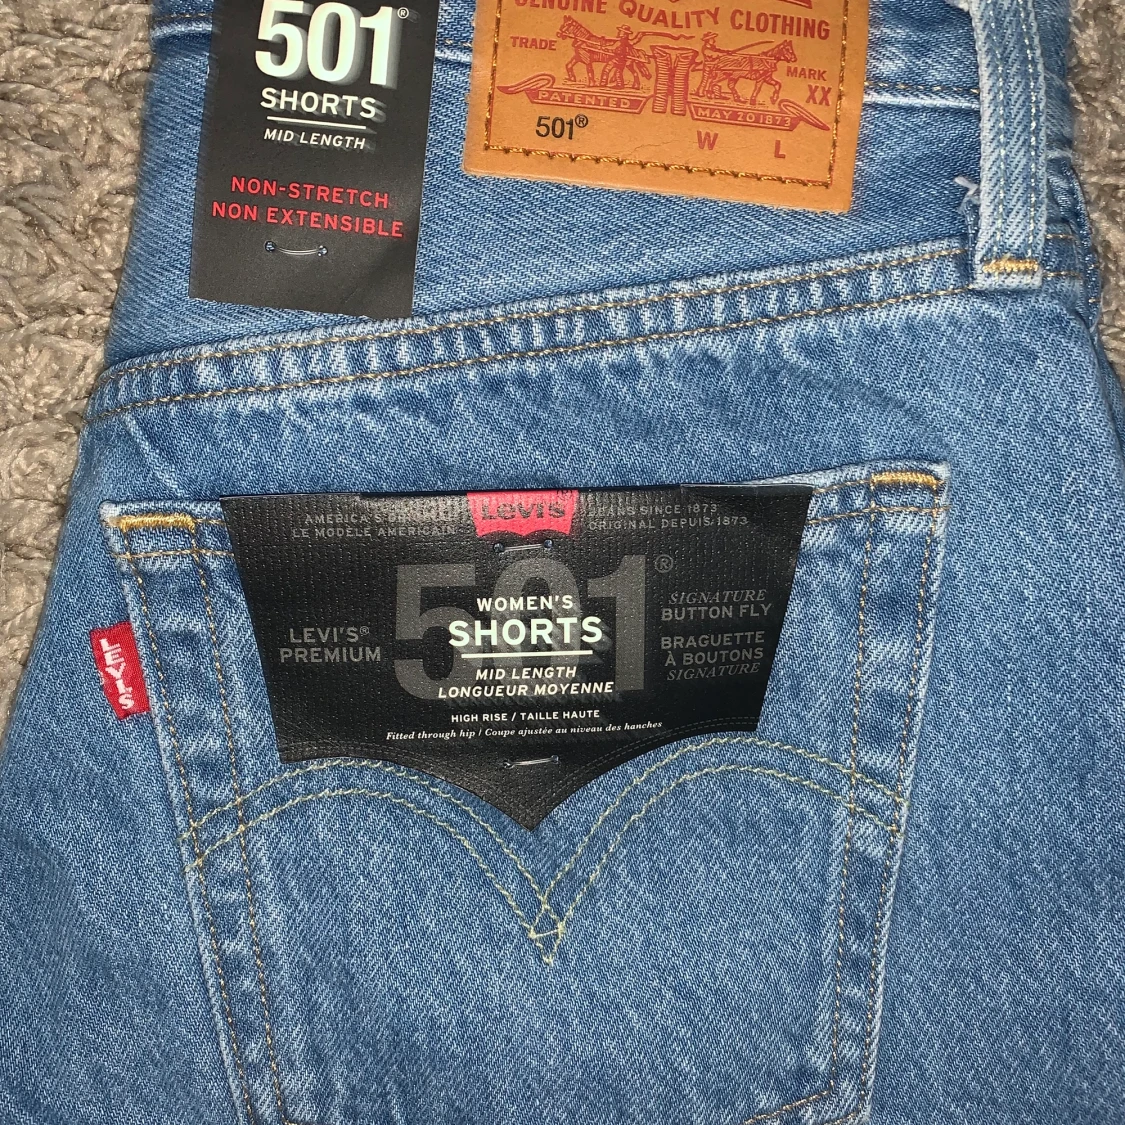 501®
SHORTS
MID LENGTH
NON-STRETCH
NON EXTENSIBLE
GENUINE QUALITY CLOTHING
TRADE MARK
XX
PATENTED MAY 20 1873
501®
W L
Levi's
AMERICA'S JEANS SINCE 1873
LE MODÈLE AMÉRICAIN ORIGINAL DEPUIS 1873
501®
WOMEN'S
SHORTS
MID LENGTH
LONGUEUR MOYENNE
HIGH RISE / TAILLE HAUTE
Fitted through hip / Coupe ajustée au niveau des hanches
LEVI'S®
PREMIUM
SIGNATURE
BUTTON FLY
BRAGUETTE
À BOUTONS
SIGNATURE
LEVI'S